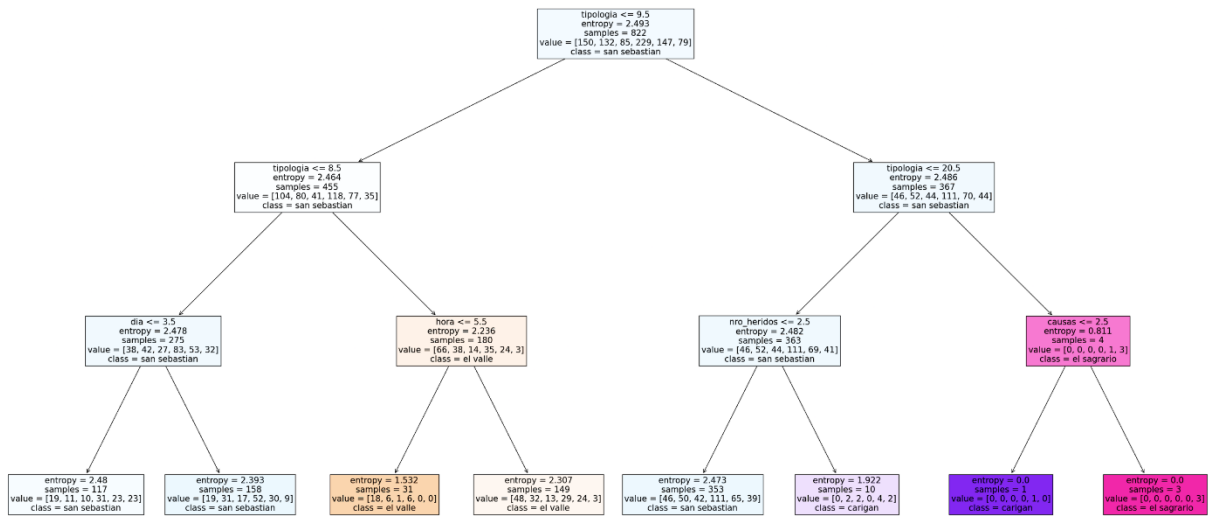 tipologia <= 9.5
entropy = 2.493
samples = 822
value = [150, 132, 85, 229, 147, 79]
class = san sebastian
tipologia <= 8.5
entropy = 2.464
samples = 455
value = [104, 80, 41, 118, 77, 35]
class = san sebastian
tipologia <= 20.5
entropy = 2.486
samples = 367
value = [46, 52, 44, 111, 70, 44]
class = san sebastian
dia <= 3.5
entropy = 2.478
samples = 275
value = [38, 42, 27, 83, 53, 32]
class = san sebastian
hora <= 5.5
entropy = 2.236
samples = 180
value = [66, 38, 14, 35, 24, 3]
class = el valle
nro_heridos <= 2.5
entropy = 2.482
samples = 363
value = [46, 52, 44, 111, 69, 41]
class = san sebastian
causas <= 2.5
entropy = 0.811
samples = 4
value = [0, 0, 0, 0, 1, 3]
class = el sagrario
entropy = 2.48
samples = 117
value = [19, 11, 10, 31, 23, 23]
class = san sebastian
entropy = 2.393
samples = 158
value = [19, 31, 17, 52, 30, 9]
class = san sebastian
entropy = 1.532
samples = 31
value = [18, 6, 1, 6, 0, 0]
class = el valle
entropy = 2.307
samples = 149
value = [48, 32, 13, 29, 24, 3]
class = el valle
entropy = 2.473
samples = 353
value = [46, 50, 42, 111, 65, 39]
class = san sebastian
entropy = 1.922
samples = 10
value = [0, 2, 2, 0, 4, 2]
class = carigan
entropy = 0.0
samples = 1
value = [0, 0, 0, 0, 1, 0]
class = carigan
entropy = 0.0
samples = 3
value = [0, 0, 0, 0, 0, 3]
class = el sagrario